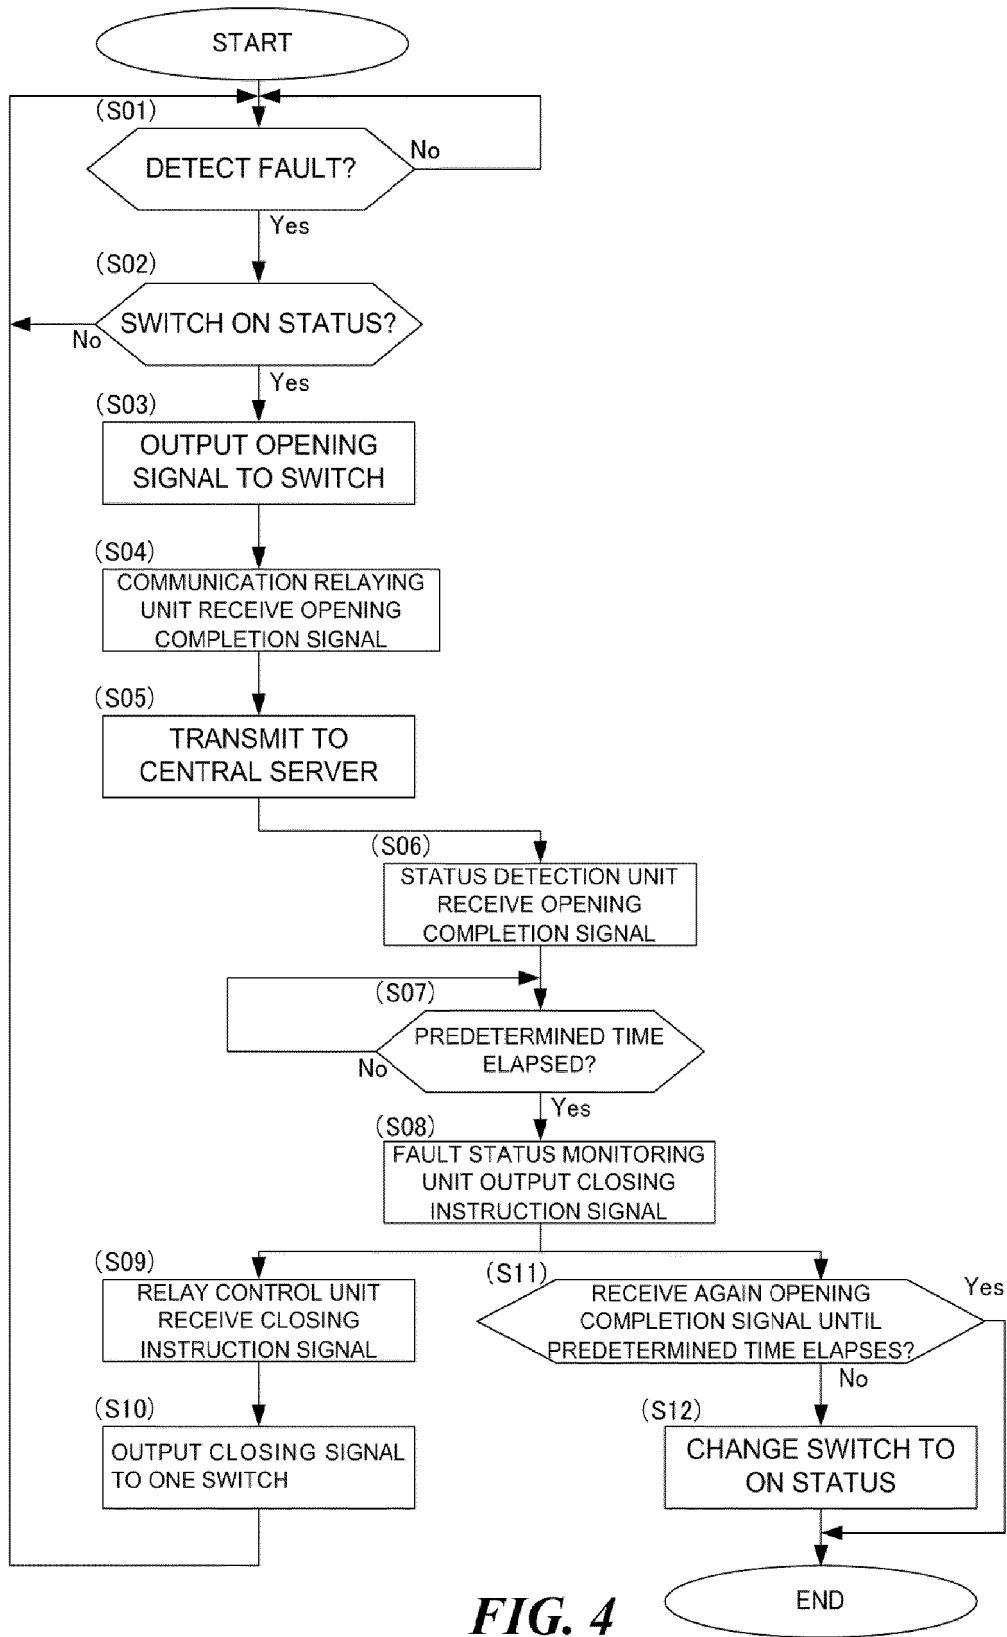 START
(S01)
DETECT FAULT?
No
Yes
(S02)
SWITCH ON STATUS?
No
Yes
(S03)
OUTPUT OPENING
SIGNAL TO SWITCH
(S04)
COMMUNICATION RELAYING
UNIT RECEIVE OPENING
COMPLETION SIGNAL
(S05)
TRANSMIT TO
CENTRAL SERVER
(S06)
STATUS DETECTION UNIT
RECEIVE OPENING
COMPLETION SIGNAL
(S07)
PREDETERMINED TIME
ELAPSED?
No
Yes
(S08)
FAULT STATUS MONITORING
UNIT OUTPUT CLOSING
INSTRUCTION SIGNAL
(S09)
RELAY CONTROL UNIT
RECEIVE CLOSING
INSTRUCTION SIGNAL
(S10)
OUTPUT CLOSING SIGNAL
TO ONE SWITCH
(S11)
RECEIVE AGAIN OPENING
COMPLETION SIGNAL UNTIL
PREDETERMINED TIME ELAPSES?
Yes
No
(S12)
CHANGE SWITCH TO
ON STATUS
END
FIG. 4